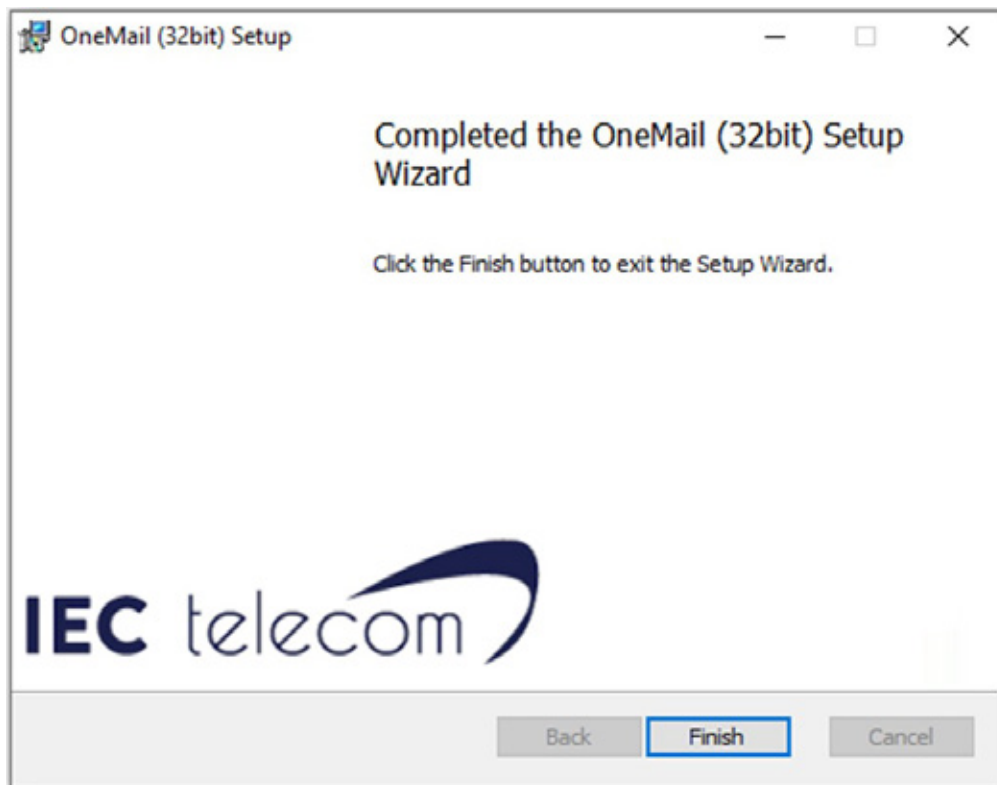 OneMail (32bit) Setup
Completed the OneMail (32bit) Setup
Wizard
Click the Finish button to exit the Setup Wizard.
IEC telecom
Back Finish Cancel